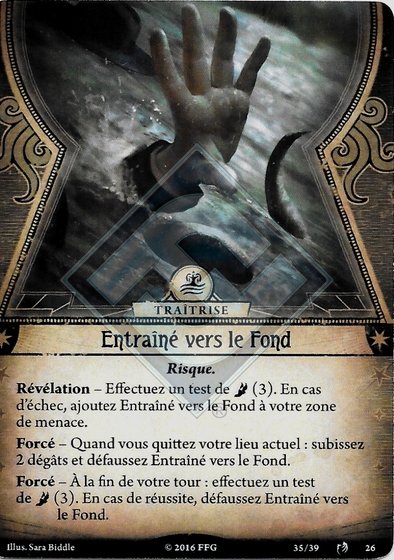 TRAÎTRISE
Entraîné vers le Fond
Risque.
Révélation – Effectuez un test de (3). En cas
d'échec, ajoutez Entraîné vers le Fond à votre zone
de menace.
Forcé – Quand vous quittez votre lieu actuel : subissez
2 dégâts et défaussez Entraîné vers le Fond.
Forcé – À la fin de votre tour : effectuez un test
de (3). En cas de réussite, défaussez Entraîné vers
le Fond.
Illus. Sara Biddle © 2016 FFG 35/39 26